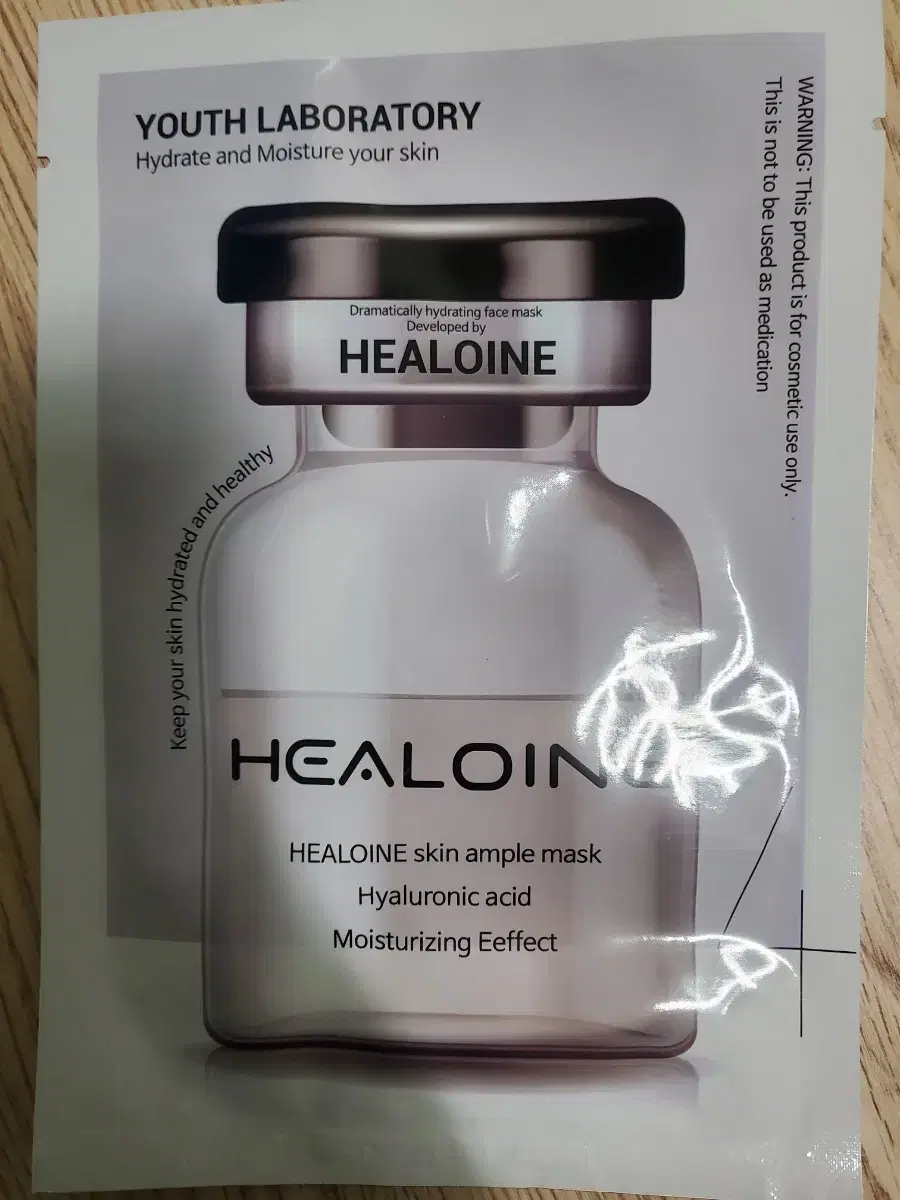 YOUTH LABORATORY
Hydrate and Moisture your skin
WARNING: This product is for cosmetic use only.
This is not to be used as medication
Dramatically hydrating face mask
Developed by
HEALOINE
Keep your skin hydrated and healthy
HEALOINE
HEALOINE skin ample mask
Hyaluronic acid
Moisturizing Eeffect